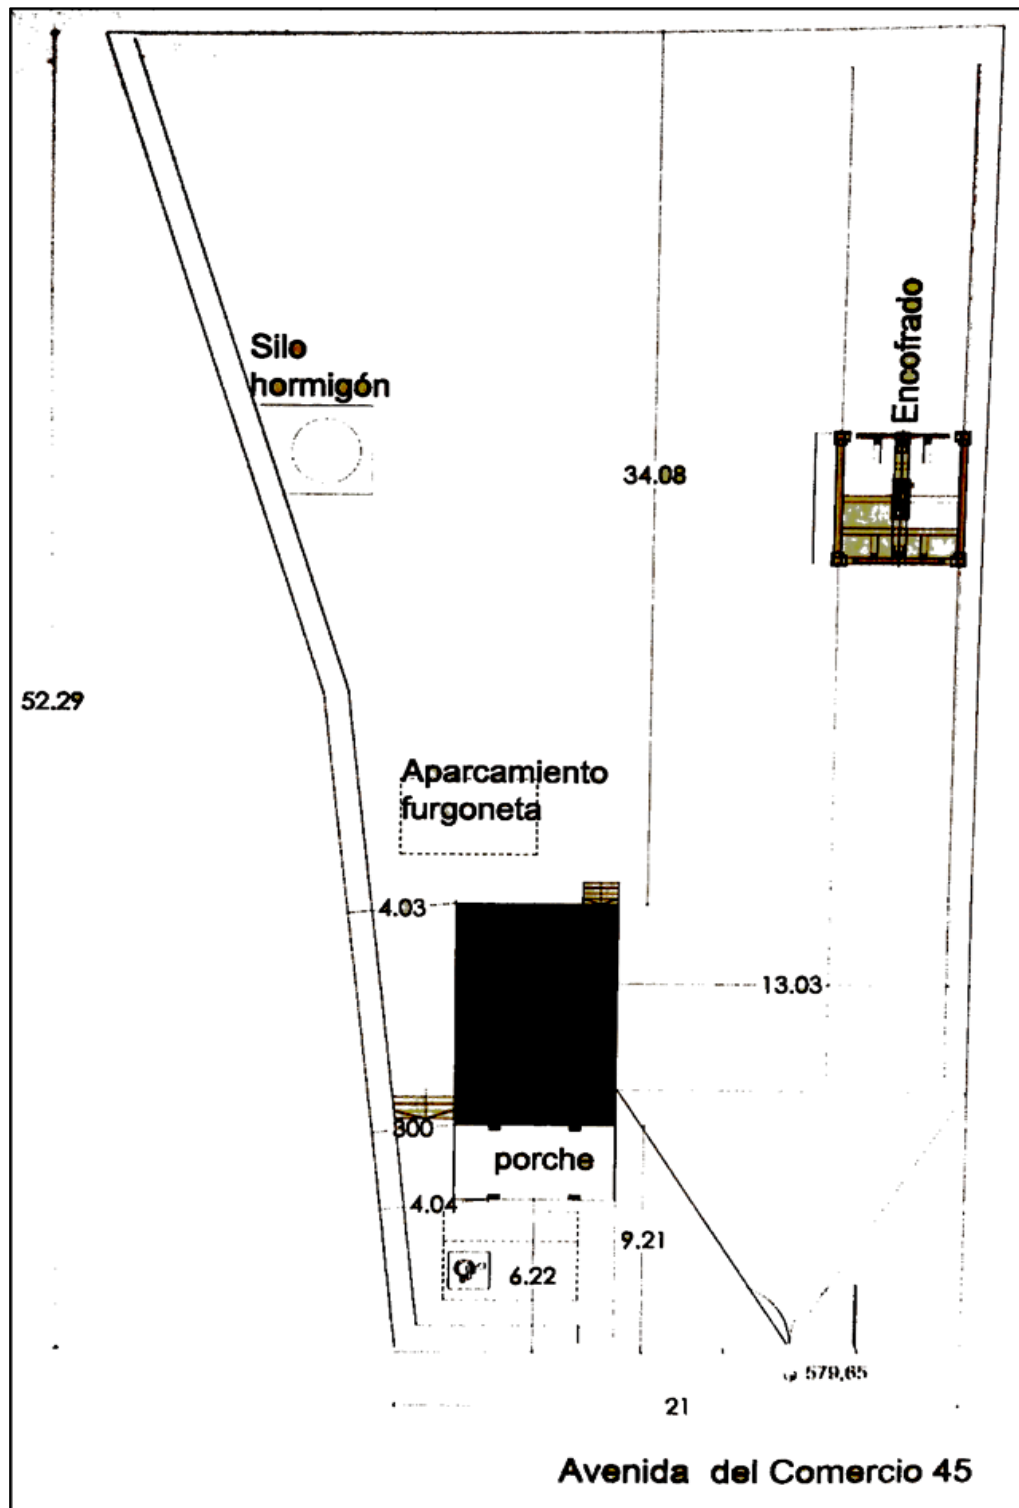 Silo
hormigón
Encofrado
34.08
52.29
Aparcamiento
furgoneta
4.03
13.03
300
porche
4.04
9.21
6.22
579,65
21
Avenida del Comercio 45